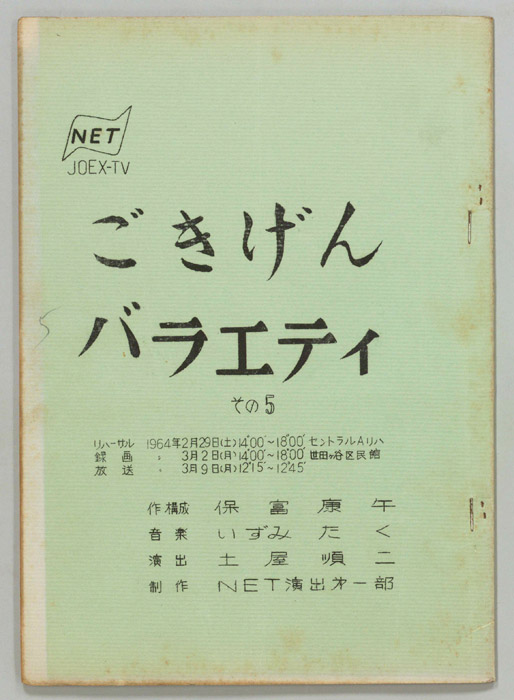 NET
JOEX-TV
ごきげん
バラエティ
その5
リハーサル 1964年2月29日(土)14'00"~18'00" セントラルAリハ
録画 〃 3月2日(月)14'00"~18'00" 世田ヶ谷区民館
放送 〃 3月9日(月)12'15"~12'45"
作構成 保富康午
音楽 いずみたく
演出 土屋順二
制作 NET演出才一部
5